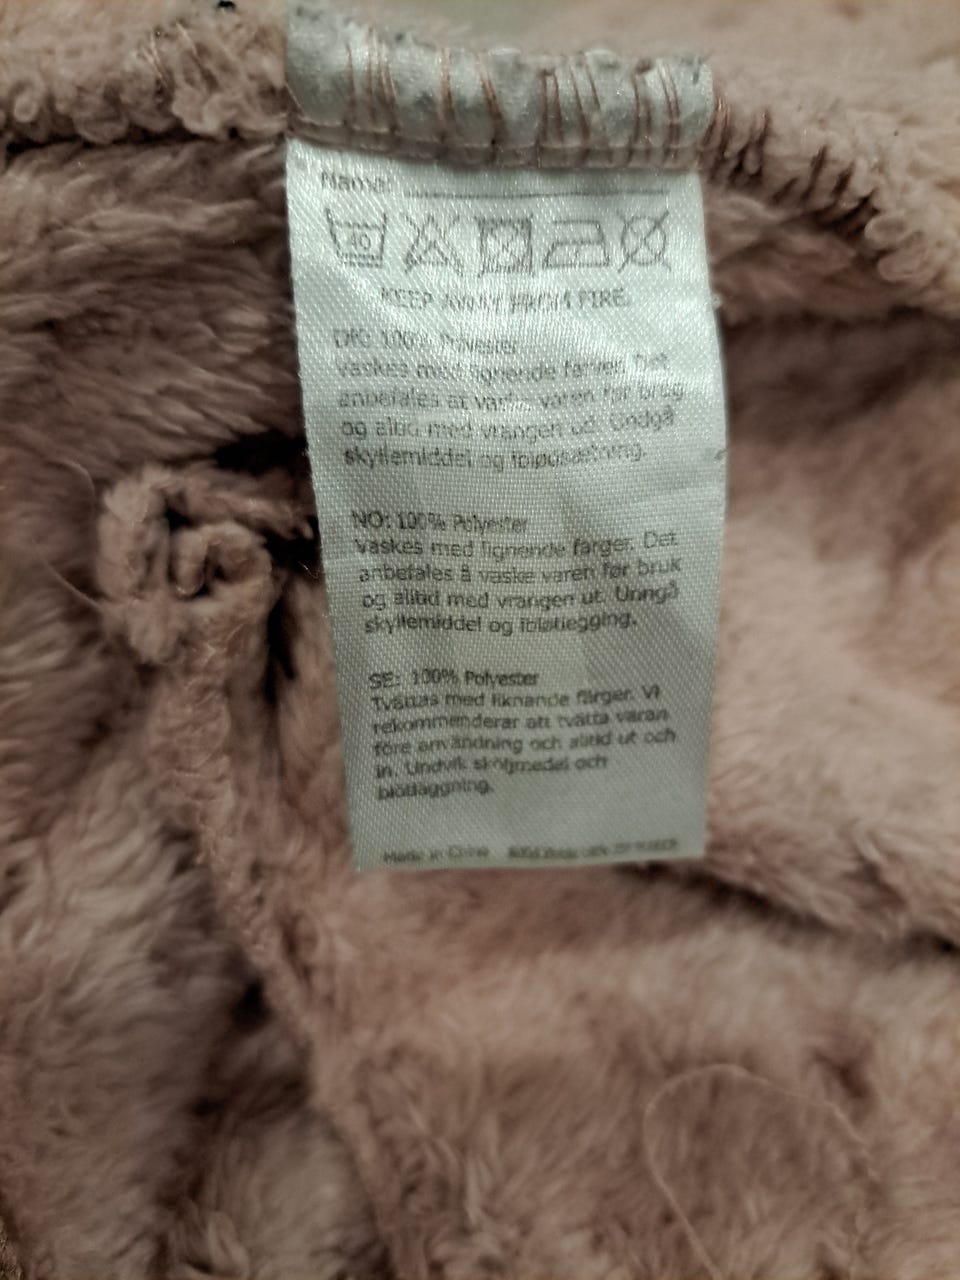 Name:
40
KEEP AWAY FROM FIRE.
DK: 100% Polyester
vaskes med lignende farver. Det
anbefales at vaske varen før brug
og altid med vrangen ud. Undgå
skyllemiddel og
NO: 100% Polyester
Vaskes med lignende farger. Det
anbefales å vaske varen før bruk
og alltid med vrangen ut. Unngå
skyllemiddel og ibløtlegging.
SE: 100% Polyester
Tvättas med liknande färger. Vi
rekommenderar att tvätta varan
före användning och alltid ut och
in. Undvik sköljmedel och
blötläggning.
Made in China